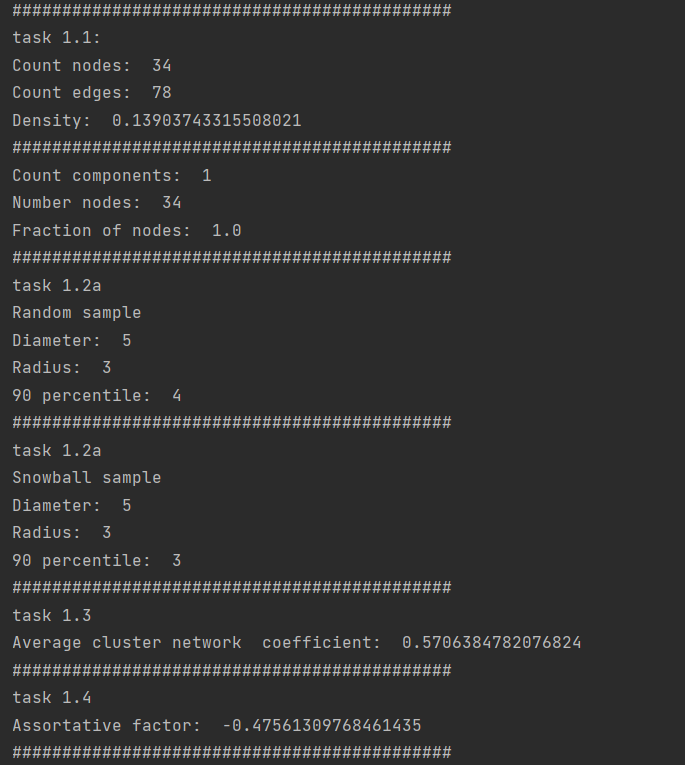 ############################################
task 1.1:
Count nodes:  34
Count edges:  78
Density:  0.13903743315508021
############################################
Count components:  1
Number nodes:  34
Fraction of nodes:  1.0
############################################
task 1.2a
Random sample
Diameter:  5
Radius:  3
90 percentile:  4
############################################
task 1.2a
Snowball sample
Diameter:  5
Radius:  3
90 percentile:  3
############################################
task 1.3
Average cluster network  coefficient:  0.5706384782076824
############################################
task 1.4
Assortative factor:  -0.47561309768461435
############################################